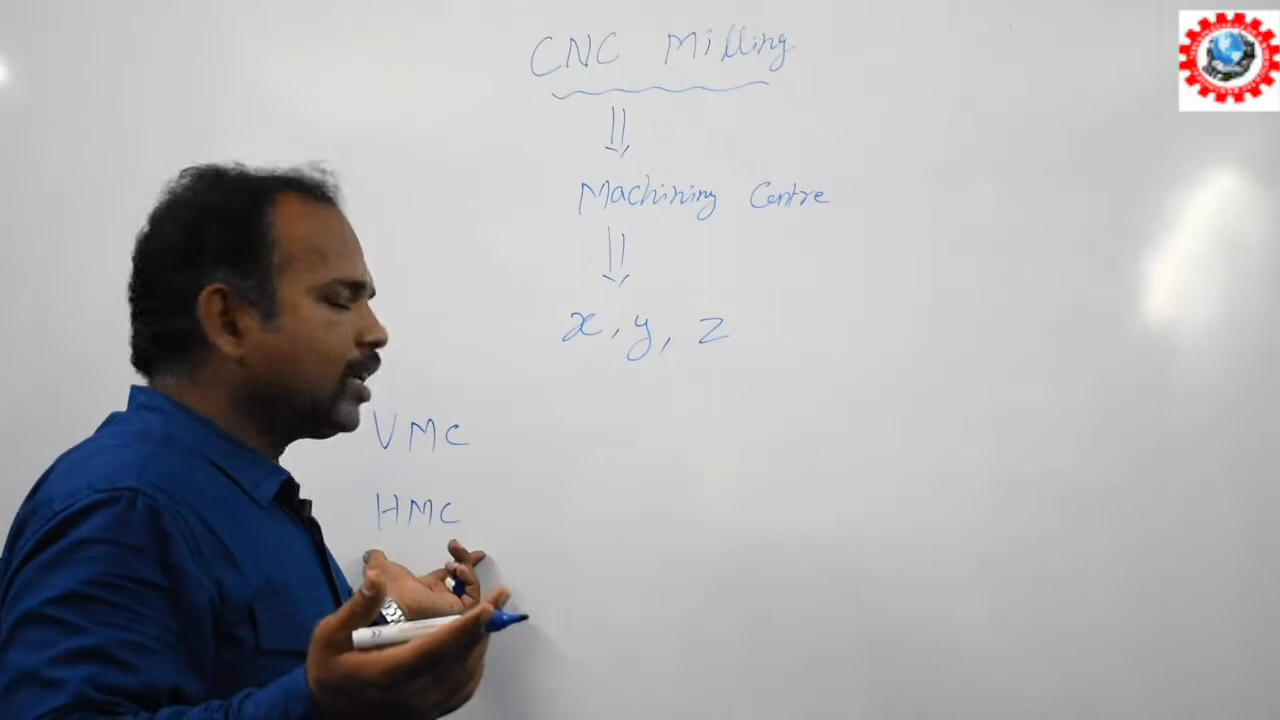 CNC Milling
Machining Centre
x, y, z
VMC
HMC